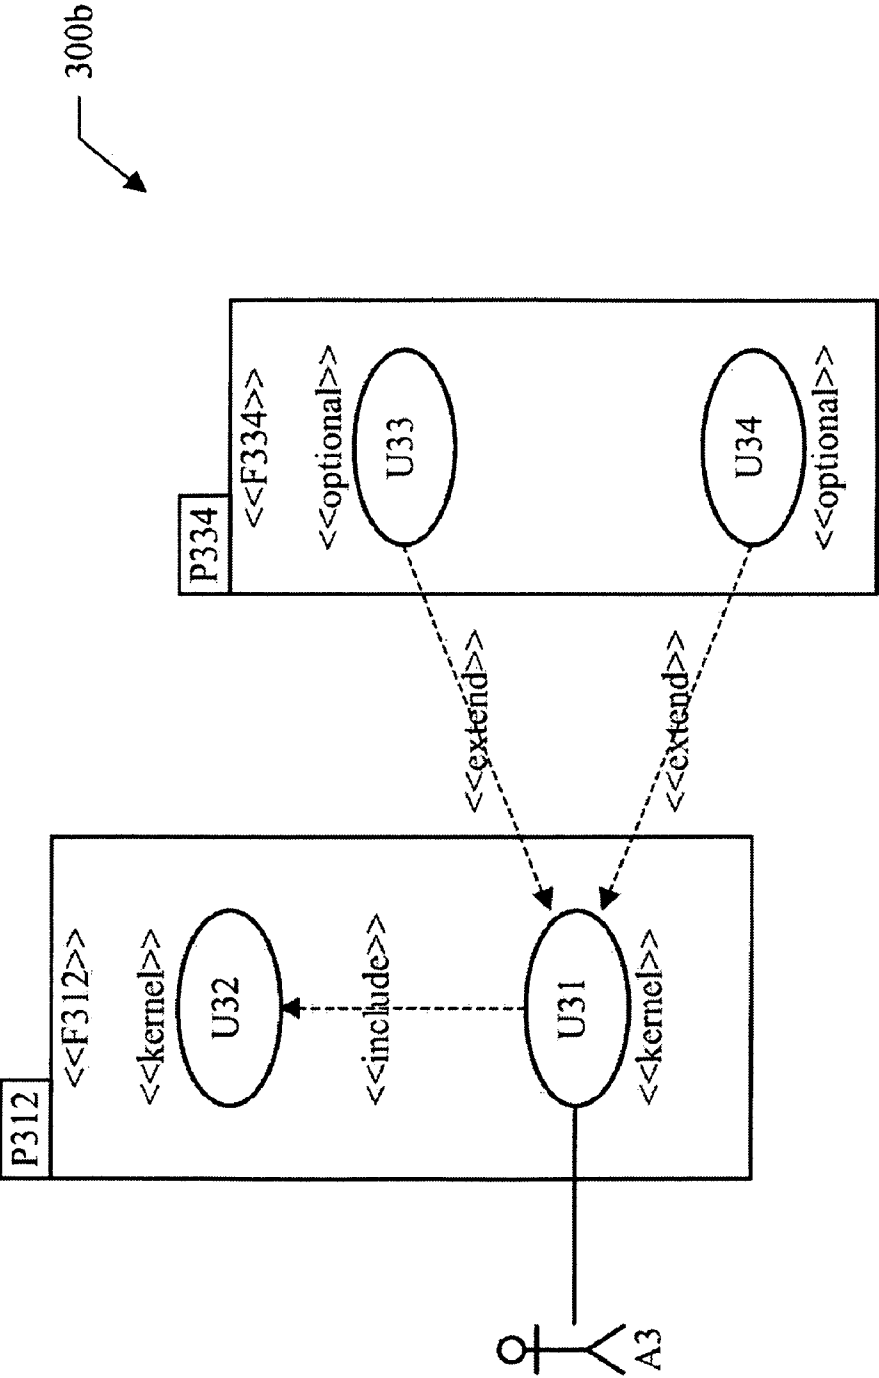 300b
P312
<<F312>>
<<kernel>>
U32
<<include>>
U31
<<kernel>>
A3
P334
<<F334>>
<<optional>>
U33
<<extend>>
<<extend>>
U34
<<optional>>